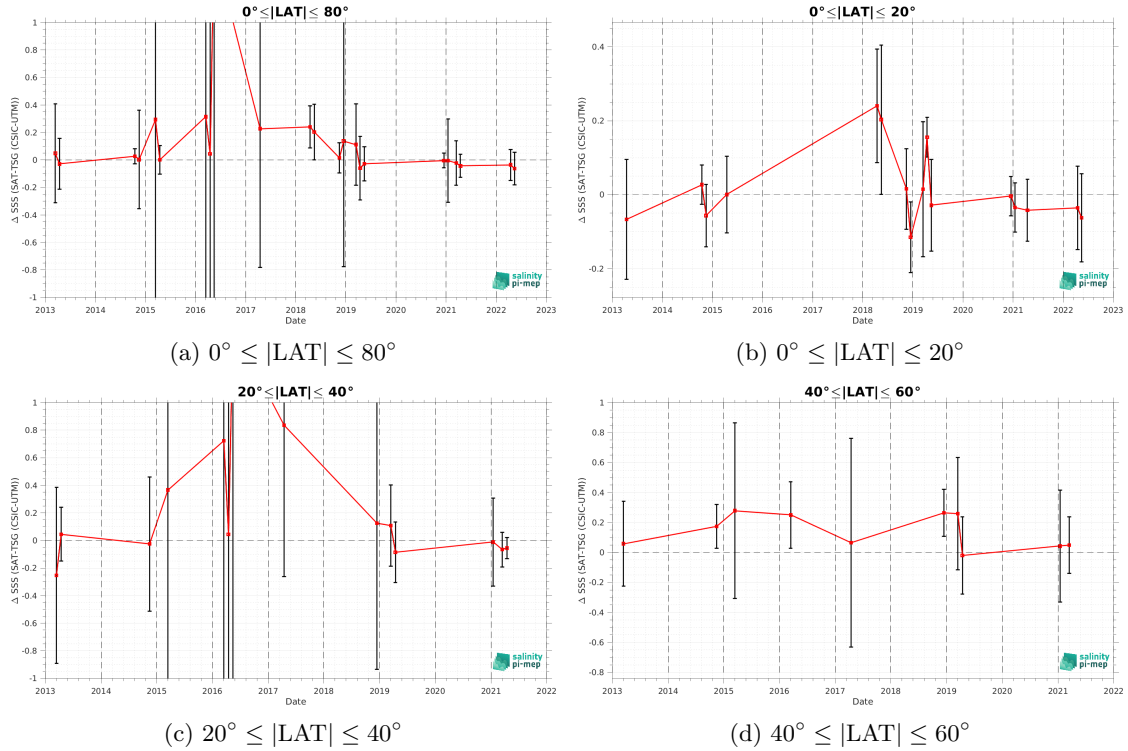 0°≤|LAT|≤ 80°
Δ SSS (SAT-TSG (CSIC-UTM))
1
0.8
0.6
0.4
0.2
0
-0.2
-0.4
-0.6
-0.8
-1
2013 2014 2015 2016 2017 2018 2019 2020 2021 2022 2023
Date
salinity
pi-mep
(a) 0° ≤ |LAT| ≤ 80°
0°≤|LAT|≤ 20°
Δ SSS (SAT-TSG (CSIC-UTM))
0.4
0.2
0
-0.2
2013 2014 2015 2016 2017 2018 2019 2020 2021 2022 2023
Date
salinity
pi-mep
(b) 0° ≤ |LAT| ≤ 20°
20°≤|LAT|≤ 40°
Δ SSS (SAT-TSG (CSIC-UTM))
1
0.8
0.6
0.4
0.2
0
-0.2
-0.4
-0.6
-0.8
-1
2013 2014 2015 2016 2017 2018 2019 2020 2021 2022
Date
salinity
pi-mep
(c) 20° ≤ |LAT| ≤ 40°
40°≤|LAT|≤ 60°
Δ SSS (SAT-TSG (CSIC-UTM))
1
0.8
0.6
0.4
0.2
0
-0.2
-0.4
-0.6
-0.8
2013 2014 2015 2016 2017 2018 2019 2020 2021 2022
Date
salinity
pi-mep
(d) 40° ≤ |LAT| ≤ 60°